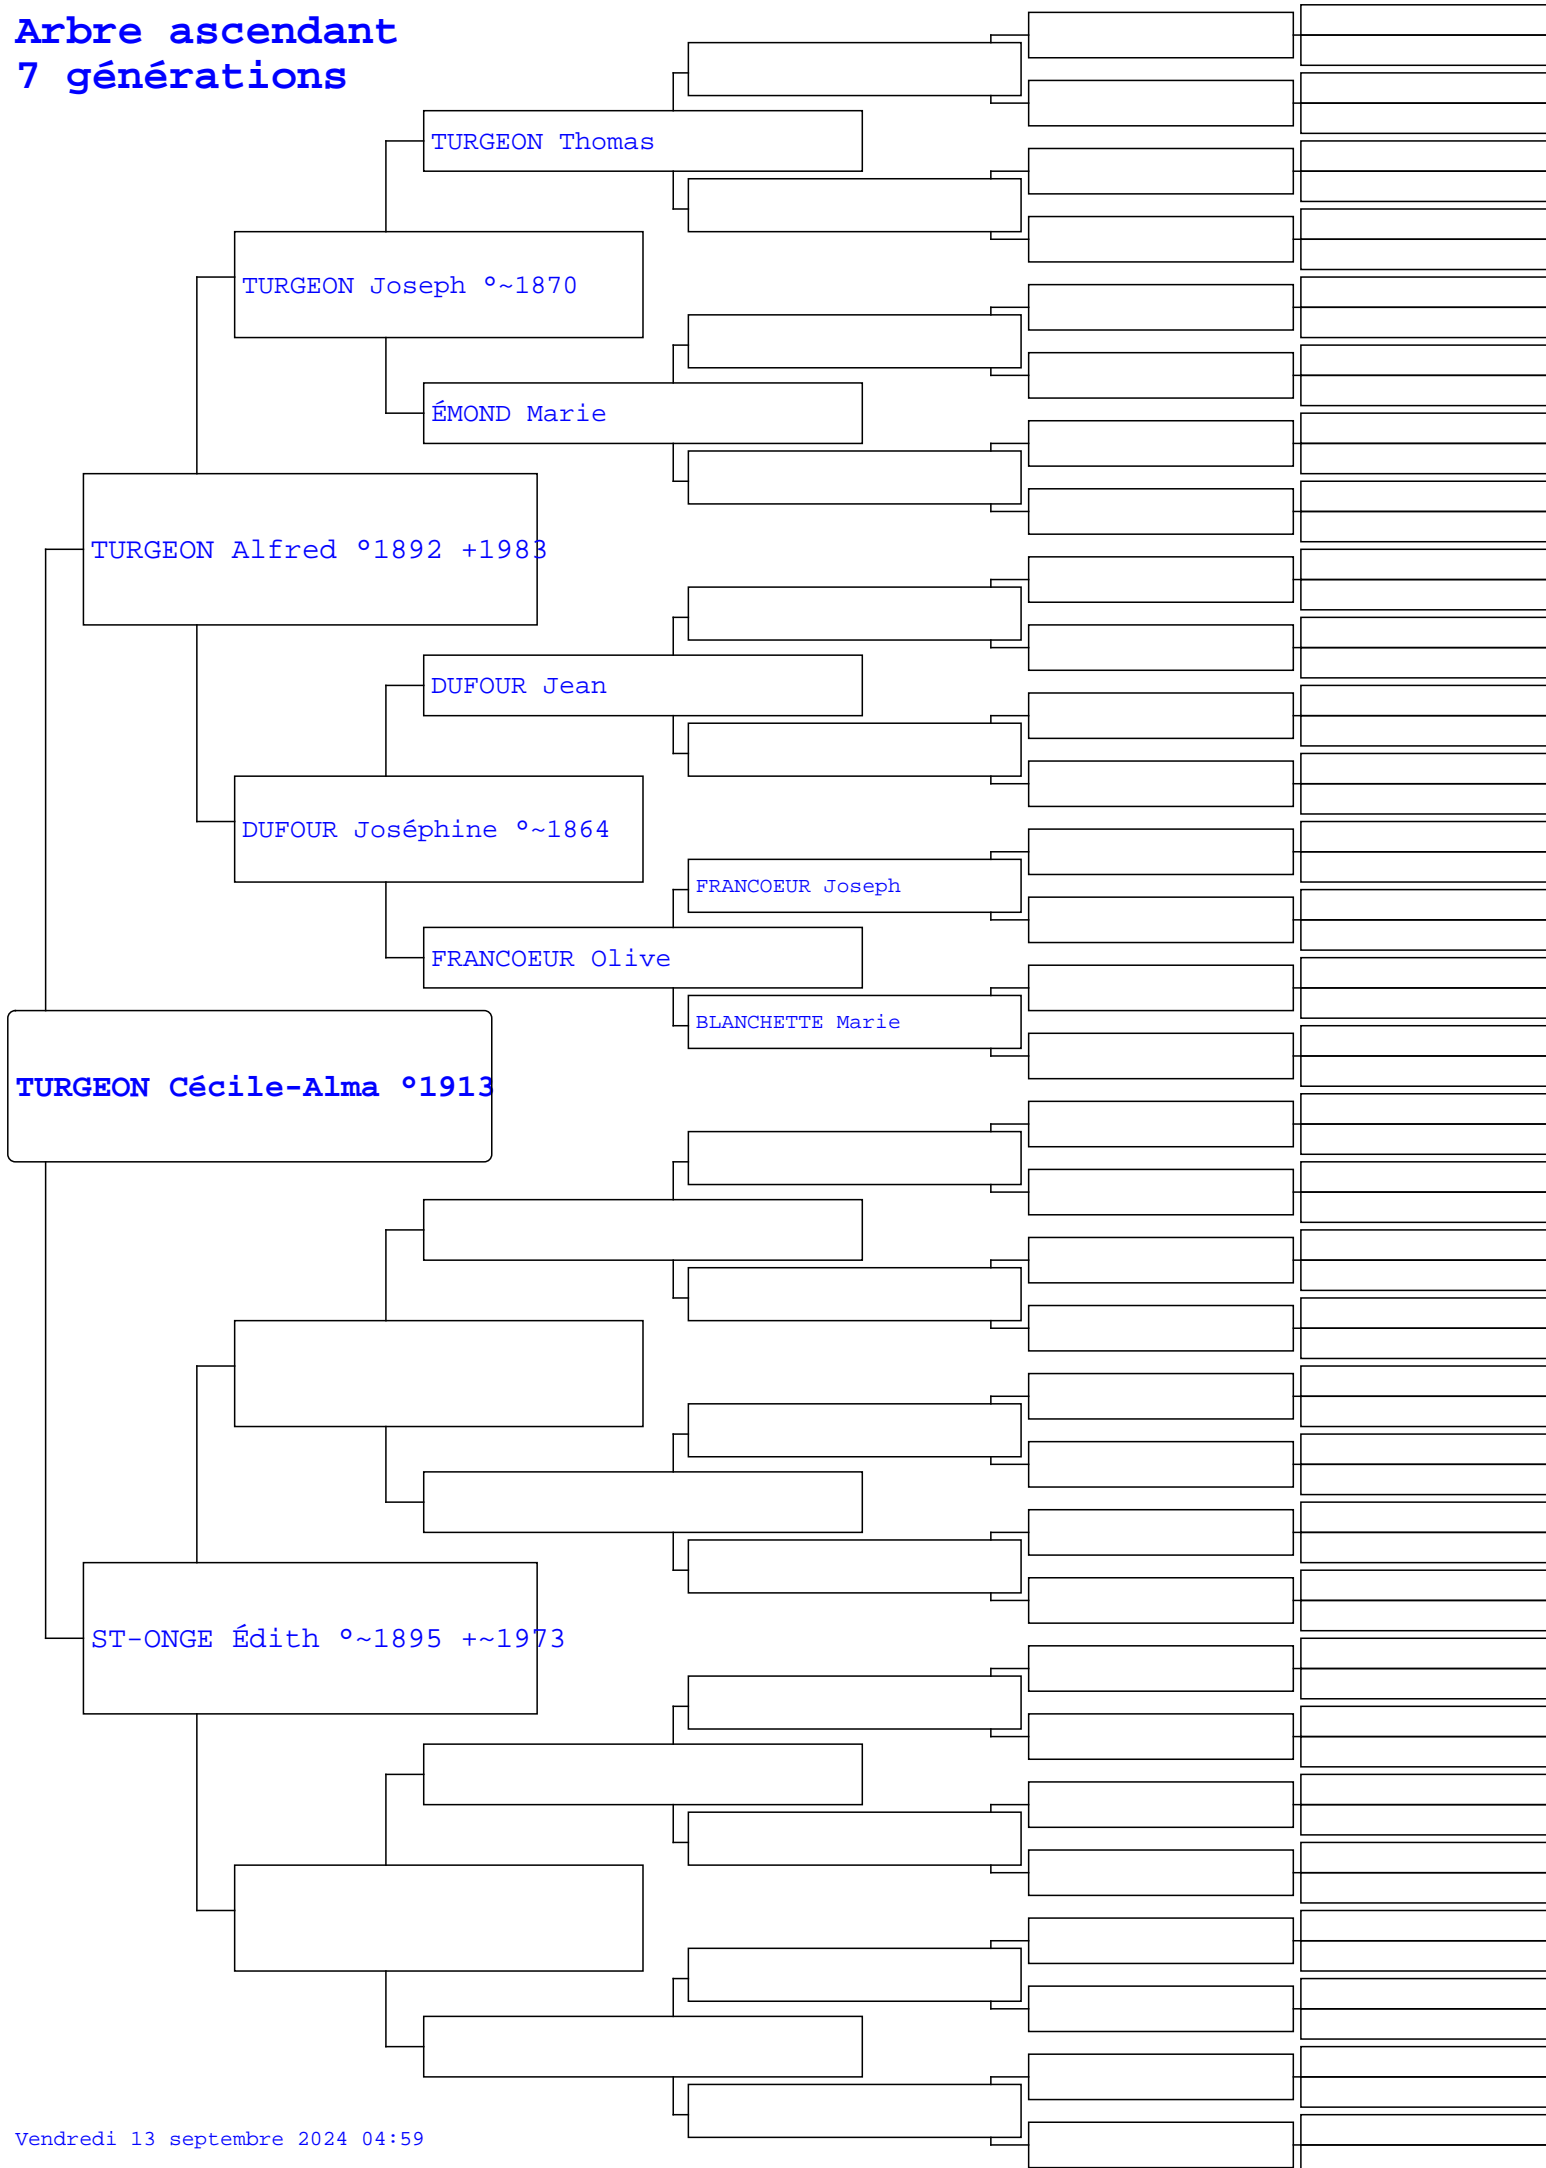 Arbre ascendant
7 générations
TURGEON Thomas
TURGEON Joseph °~1870
ÉMOND Marie
TURGEON Alfred °1892 +1983
DUFOUR Jean
DUFOUR Joséphine °~1864
FRANCOEUR Joseph
FRANCOEUR Olive
BLANCHETTE Marie
TURGEON Cécile-Alma °1913
ST-ONGE Édith °~1895 +~1973
Vendredi 13 septembre 2024 04:59